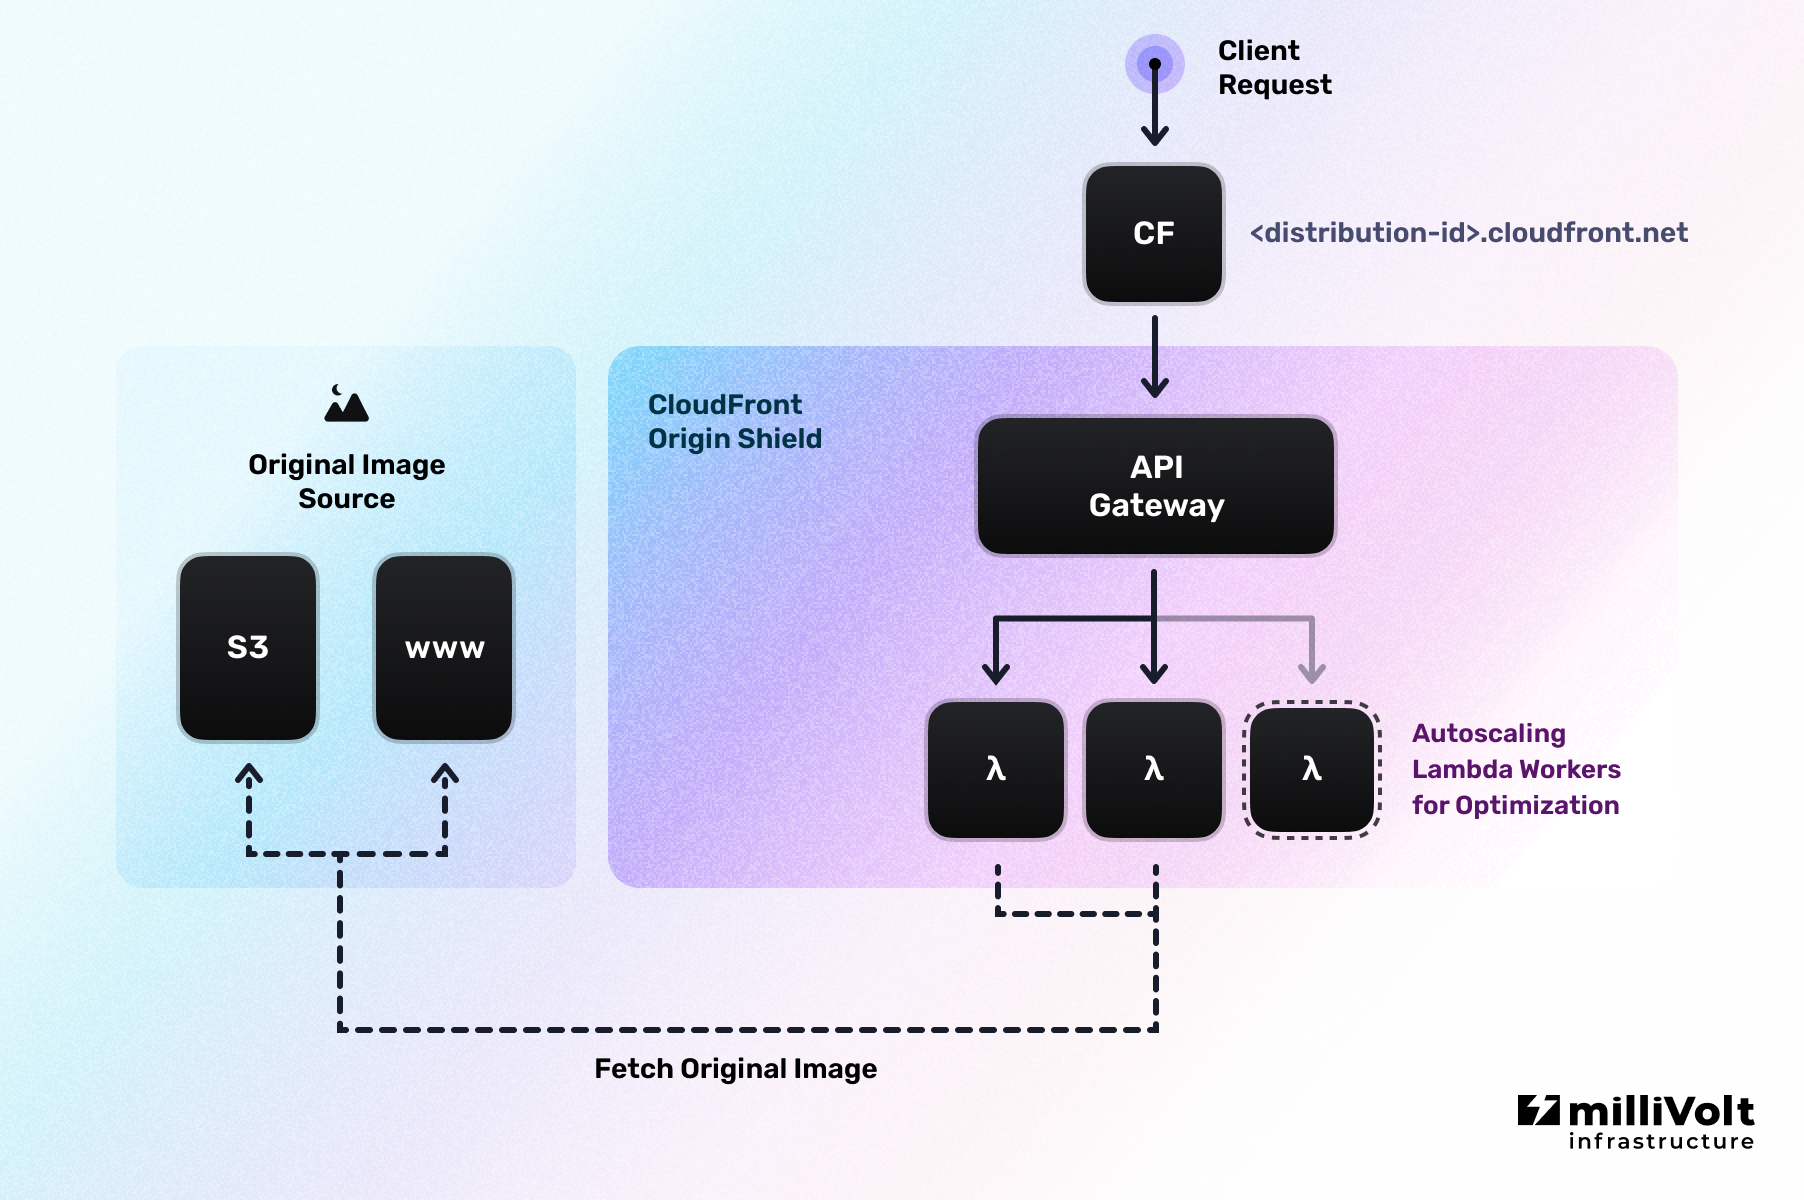 Client
Request
CF
<distribution-id>.cloudfront.net
Original Image
Source
S3
www
CloudFront
Origin Shield
API
Gateway
λ
λ
λ
Autoscaling
Lambda Workers
for Optimization
Fetch Original Image
milliVolt
infrastructure